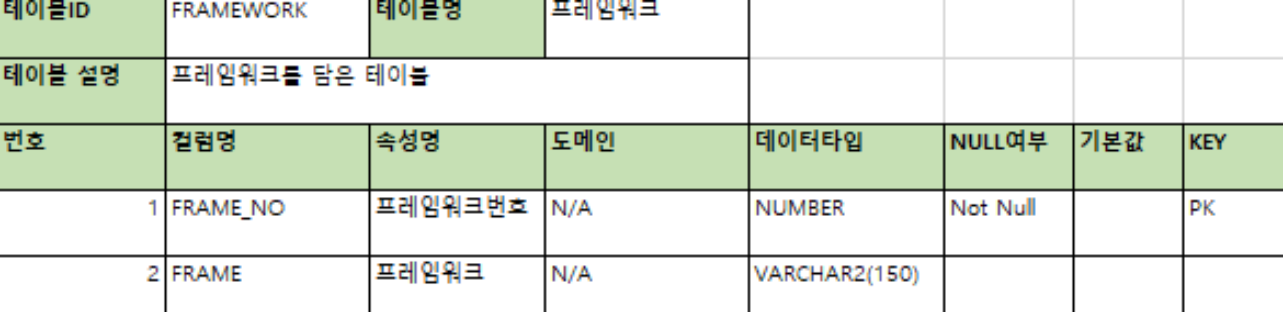 테이블ID FRAMEWORK 테이블명 프레임워크
테이블 설명 프레임워크를 담은 테이블
번호 컬럼명 속성명 도메인 데이터타입 NULL여부 기본값 KEY
1 FRAME_NO 프레임워크번호 N/A NUMBER Not Null PK
2 FRAME 프레임워크 N/A VARCHAR2(150)